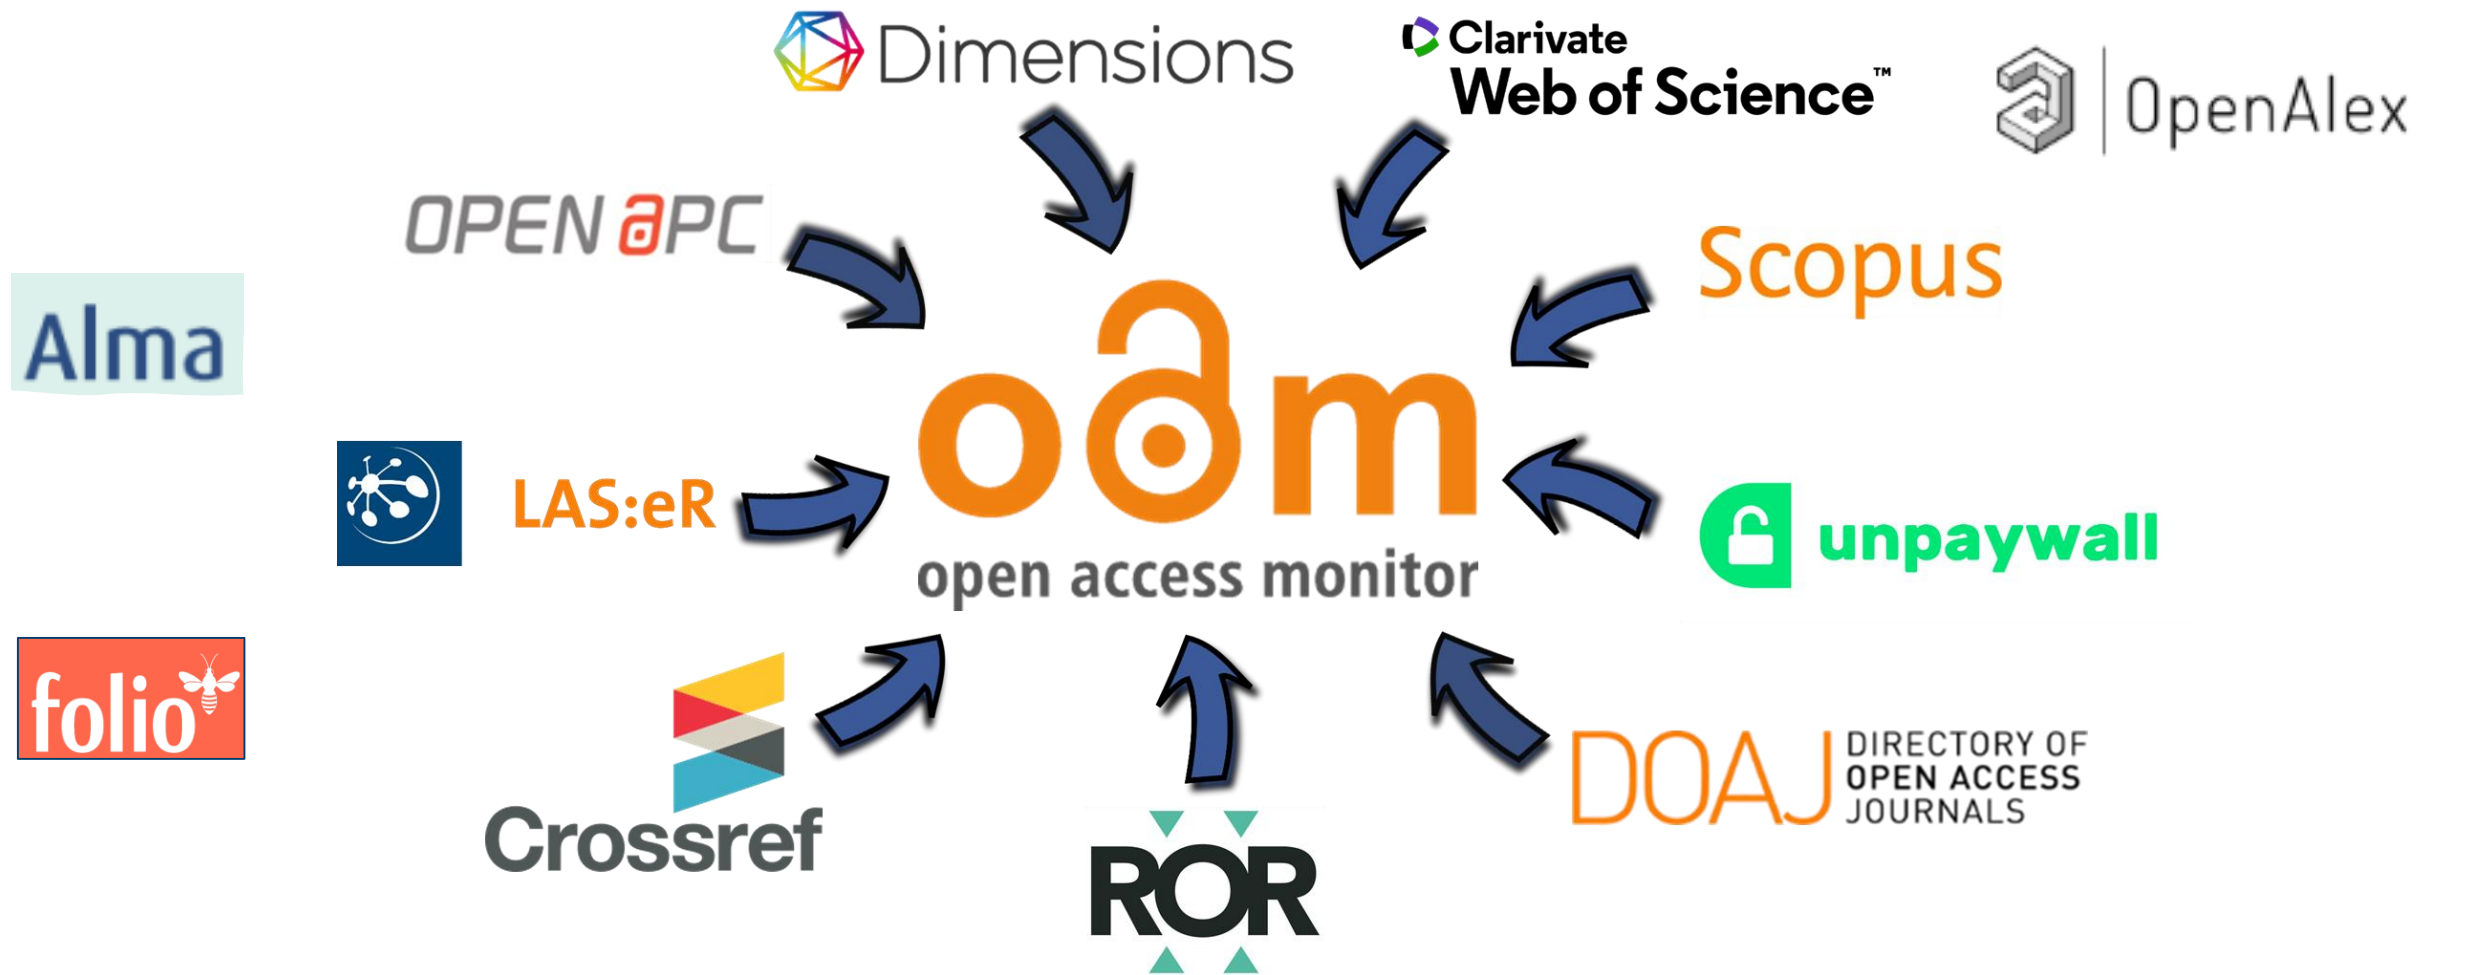 Dimensions
Clarivate
Web of Science™
OpenAlex
OPEN aPC
Scopus
Alma
oam
open access monitor
LAS:eR
unpaywall
folio
Crossref
DOAJ
DIRECTORY OF
OPEN ACCESS
JOURNALS
ROR